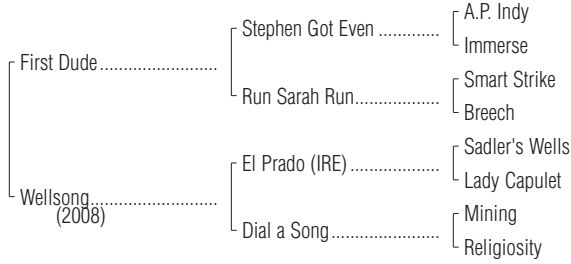 A.P. Indy
Stephen Got Even .............
Immerse
First Dude.........................
Smart Strike
Run Sarah Run..................
Breech
Sadler's Wells
El Prado (IRE) ...................
Lady Capulet
Wellsong...........................
(2008)
Mining
Dial a Song.......................
Religiosity